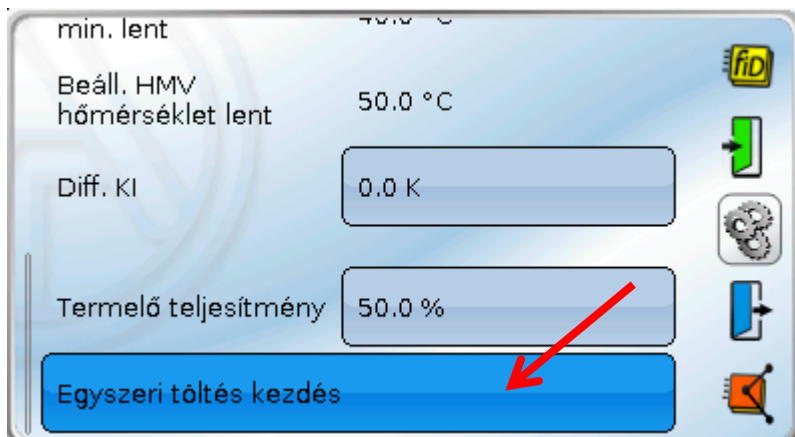 min. lent
Beáll. HMV
hőmérséklet lent
50.0 °C
Diff. KI
0.0 K
Termelő teljesítmény
50.0 %
Egyszeri töltés kezdés
fiD